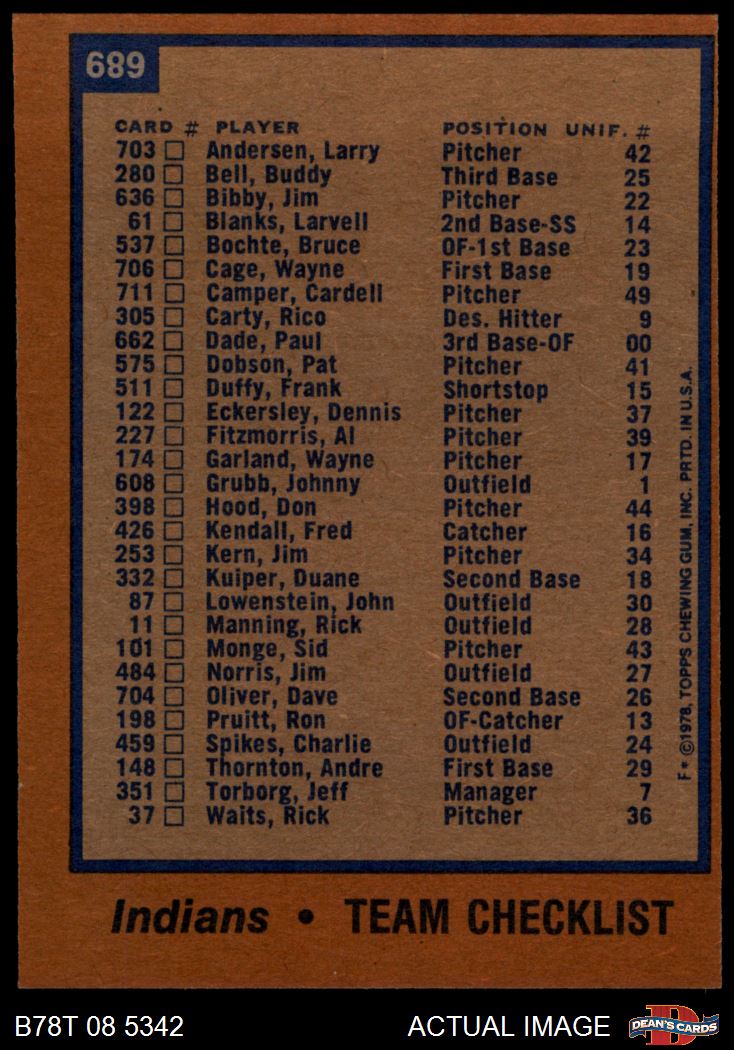 689
CARD # PLAYER POSITION UNIF. #
703 Andersen, Larry Pitcher 42
280 Bell, Buddy Third Base 25
636 Bibby, Jim Pitcher 22
61 Blanks, Larvell 2nd Base-SS 14
537 Bochte, Bruce OF-1st Base 23
706 Cage, Wayne First Base 19
711 Camper, Cardell Pitcher 49
305 Carty, Rico Des. Hitter 9
662 Dade, Paul 3rd Base-OF 00
575 Dobson, Pat Pitcher 41
511 Duffy, Frank Shortstop 15
122 Eckersley, Dennis Pitcher 37
227 Fitzmorris, Al Pitcher 39
174 Garland, Wayne Pitcher 17
608 Grubb, Johnny Outfield 1
398 Hood, Don Pitcher 44
426 Kendall, Fred Catcher 16
253 Kern, Jim Pitcher 34
332 Kuiper, Duane Second Base 18
87 Lowenstein, John Outfield 30
11 Manning, Rick Outfield 28
101 Monge, Sid Pitcher 43
484 Norris, Jim Outfield 27
704 Oliver, Dave Second Base 26
198 Pruitt, Ron OF-Catcher 13
459 Spikes, Charlie Outfield 24
148 Thornton, Andre First Base 29
351 Torborg, Jeff Manager 7
37 Waits, Rick Pitcher 36
F* ©1978, TOPPS CHEWING GUM, INC. PRTD. IN U.S.A.
Indians • TEAM CHECKLIST
B78T 08 5342 ACTUAL IMAGE
DEAN'S CARDS